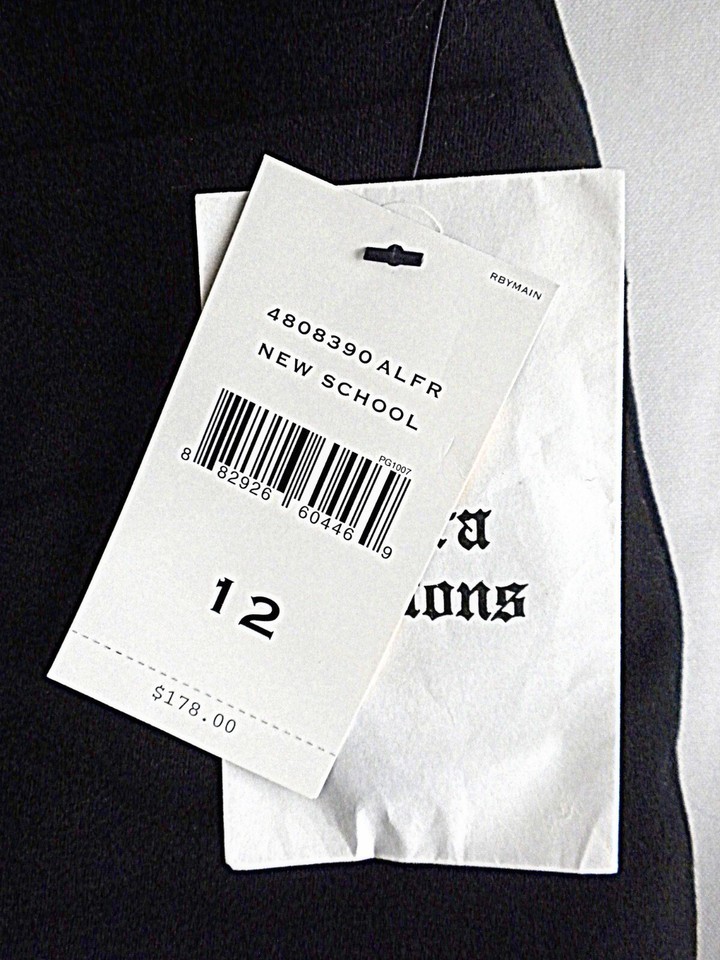 RBYMAIN
4808390 ALFR
NEW SCHOOL
PG1007
8 82926 60446 9
12
$178.00